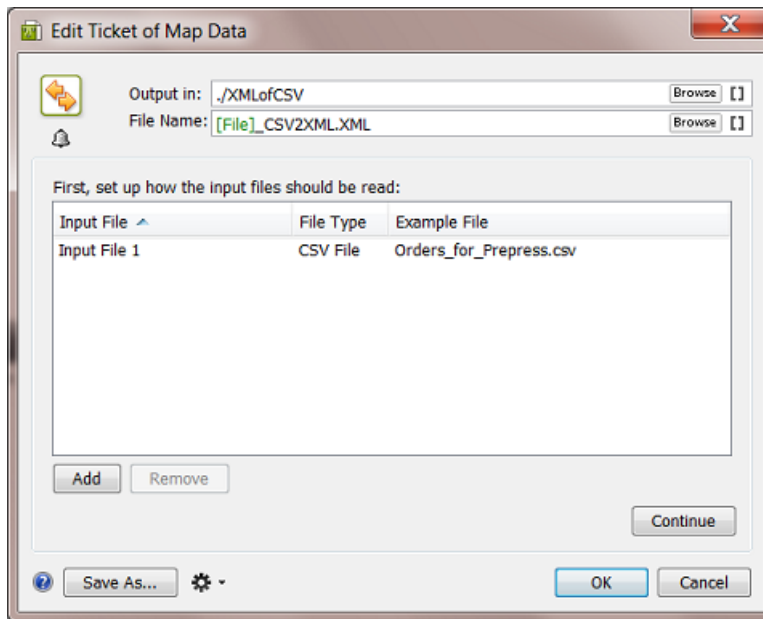 Edit Ticket of Map Data
Output in: ./XMLofCSV Browse []
File Name: [File]_CSV2XML.XML Browse []
First, set up how the input files should be read:
Input File File Type Example File
Input File 1 CSV File Orders_for_Prepress.csv
Add Remove
Continue
? Save As... OK Cancel